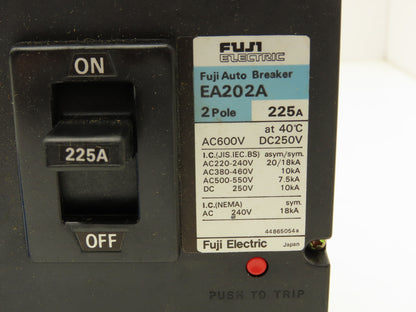 ON
225A
OFF
FUJI
ELECTRIC
Fuji Auto Breaker
EA202A
2 Pole 225A
at 40℃
AC600V DC250V
I.C.(JIS.IEC.BS) asym/sym.
AC220-240V 20/18kA
AC380-460V 10kA
AC500-550V 7.5kA
DC 250V 10kA
I.C.(NEMA) sym.
AC 240V 18kA
44865054a
Fuji Electric Japan
PUSH TO TRIP